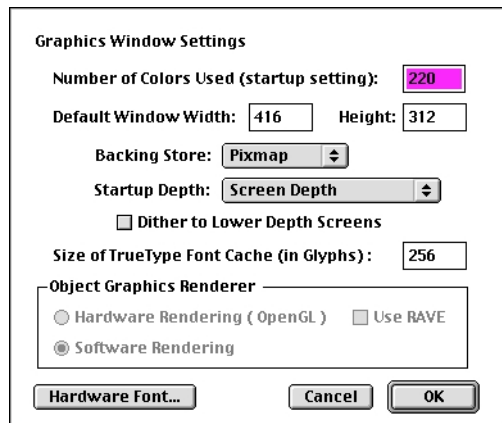 Graphics Window Settings
Number of Colors Used (startup setting): 220
Default Window Width: 416 Height: 312
Backing Store: Pixmap
Startup Depth: Screen Depth
Dither to Lower Depth Screens
Size of TrueType Font Cache (in Glyphs) : 256
Object Graphics Renderer
Hardware Rendering ( OpenGL ) Use RAVE
Software Rendering
Hardware Font... Cancel OK